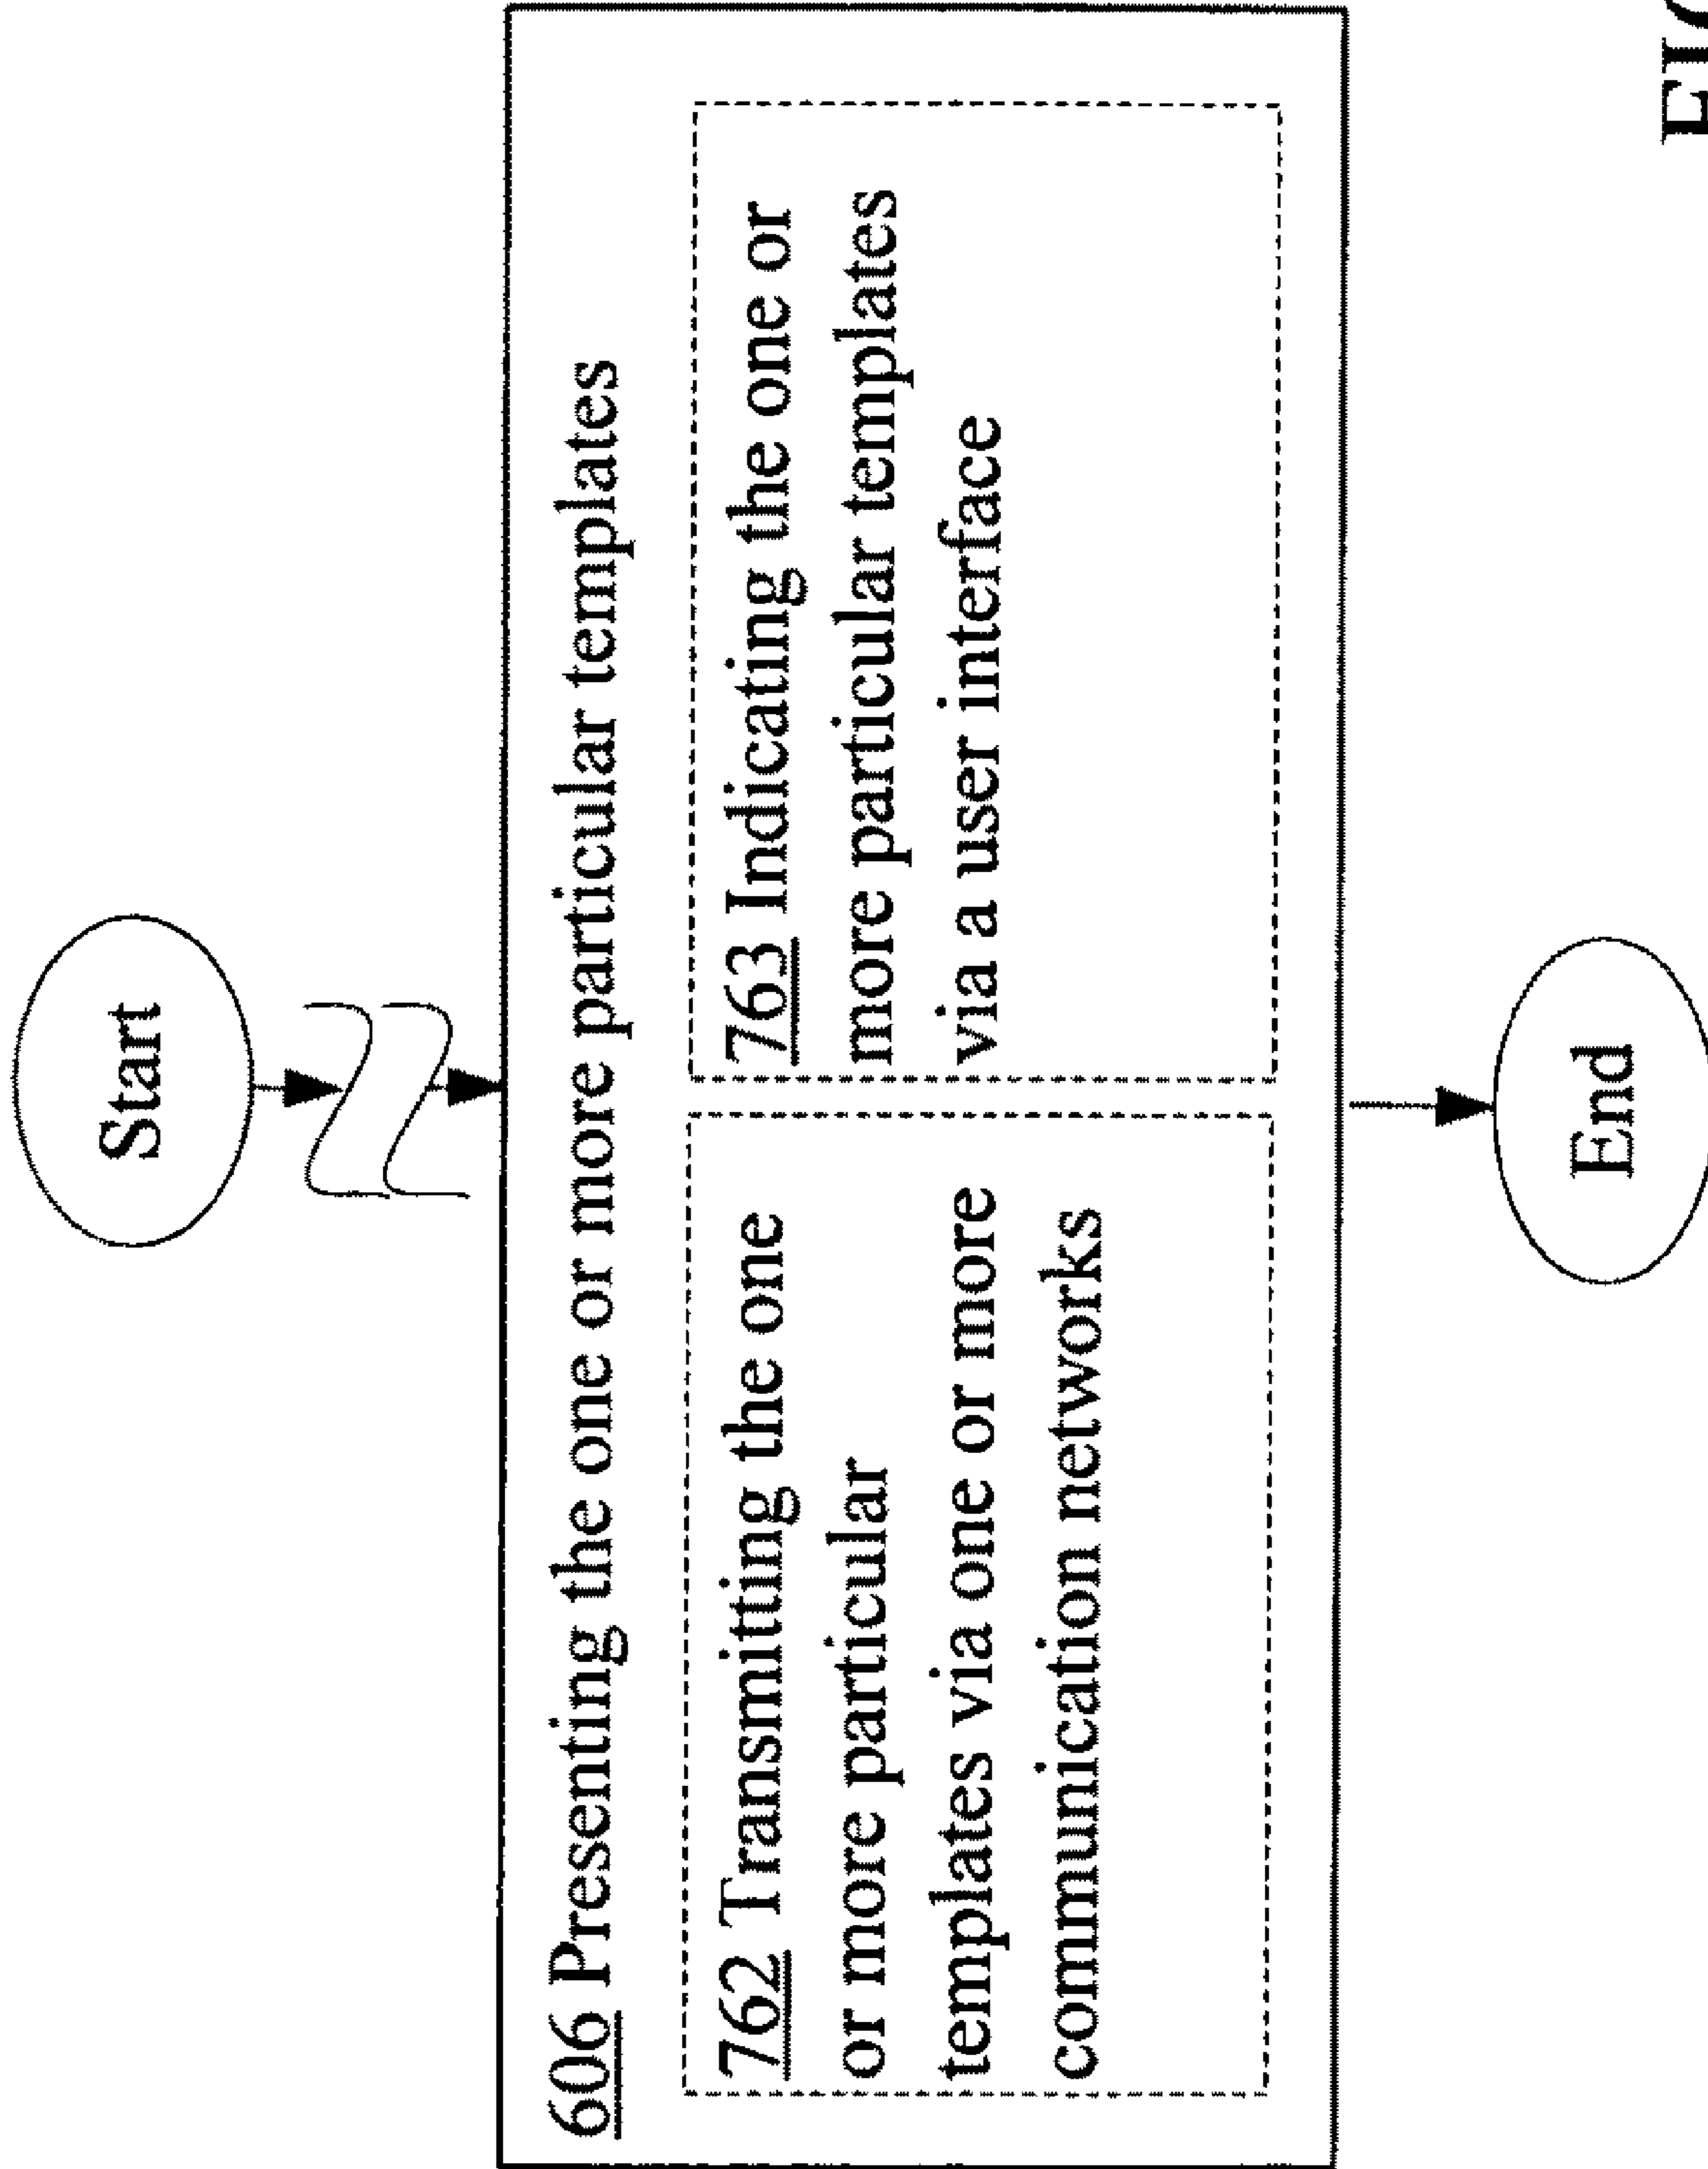 Start
606 Presenting the one or more particular templates
762 Transmitting the one
or more particular
templates via one or more
communication networks
763 Indicating the one or
more particular templates
via a user interface
End